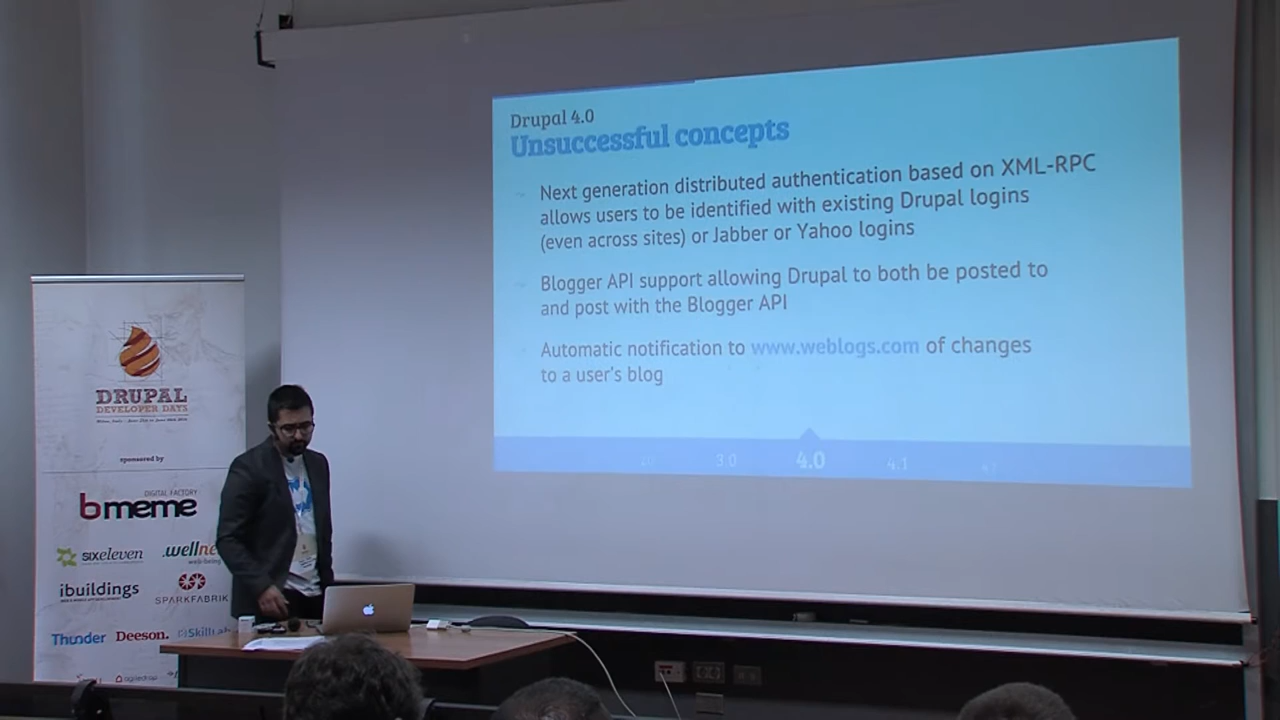 Drupal 4.0
Unsuccessful concepts
Next generation distributed authentication based on XML-RPC
allows users to be identified with existing Drupal logins
(even across sites) or Jabber or Yahoo logins
Blogger API support allowing Drupal to both be posted to
and post with the Blogger API
Automatic notification to www.weblogs.com of changes
to a user's blog
3.0 4.0 4.1
DRUPAL
DEVELOPER DAYS
sponsored by
DIGITAL FACTORY
bmeme
sixeleven
.wellne
ibuildings
SPARKFABRIK
Thunder Deeson. SkillLab
agiledrop